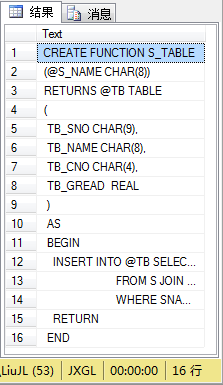 结果 消息
Text
1 CREATE FUNCTION S_TABLE
2 (@S_NAME CHAR(8))
3 RETURNS @TB TABLE
4 (
5 TB_SNO CHAR(9),
6 TB_NAME CHAR(8),
7 TB_CNO CHAR(4),
8 TB_GREAD REAL
9 )
10 AS
11 BEGIN
12 INSERT INTO @TB SELEC...
13 FROM S JOIN ...
14 WHERE SNA...
15 RETURN
16 END
LiuJL (53) JXGL 00:00:00 16 行